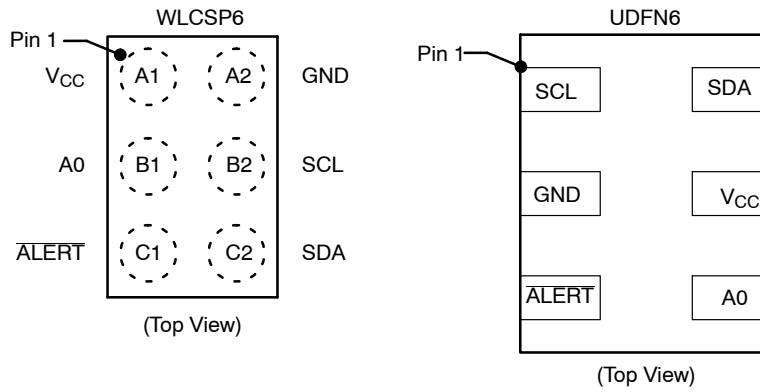 WLCSP6
Pin 1
VCC A1 A2 GND
A0 B1 B2 SCL
ALERT C1 C2 SDA
(Top View)
UDFN6
Pin 1
SCL SDA
GND VCC
ALERT A0
(Top View)